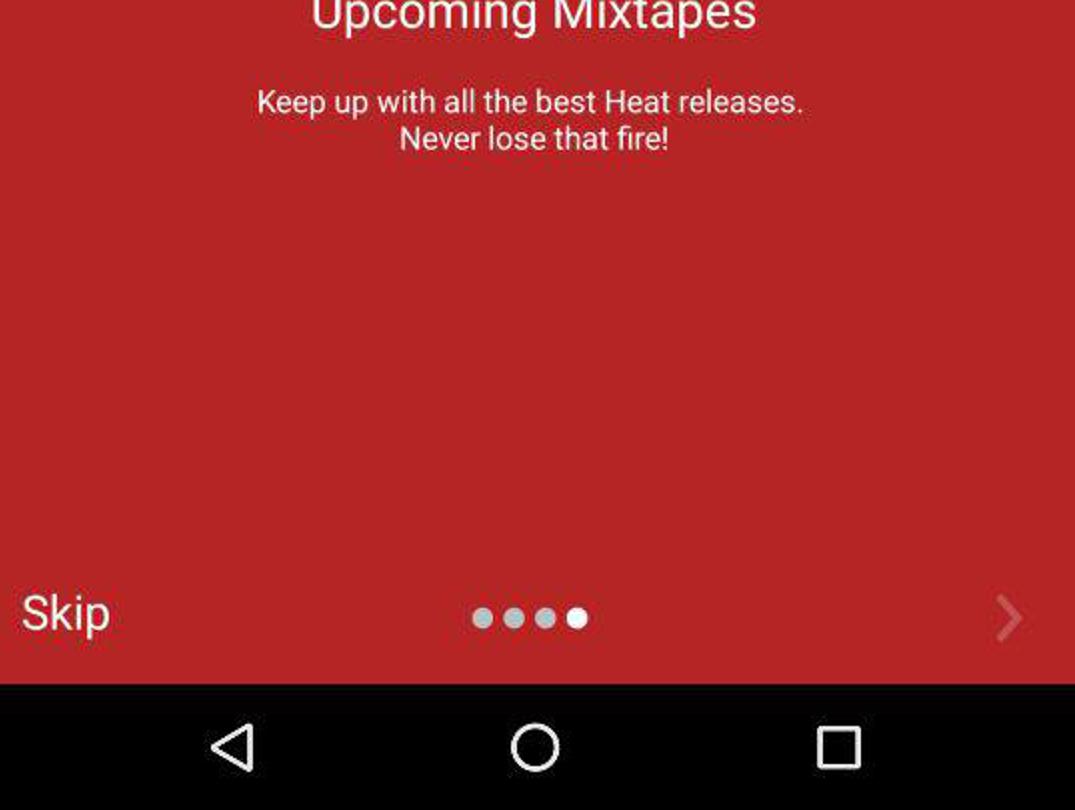 Upcoming Mixtapes
Keep up with all the best Heat releases.
Never lose that fire!
Skip